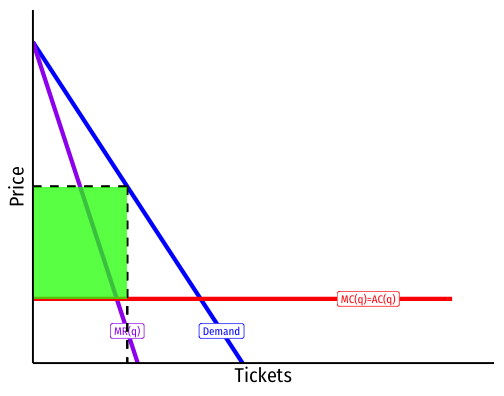 Price
MC(q)=AC(q)
MR(q)
Demand
Tickets